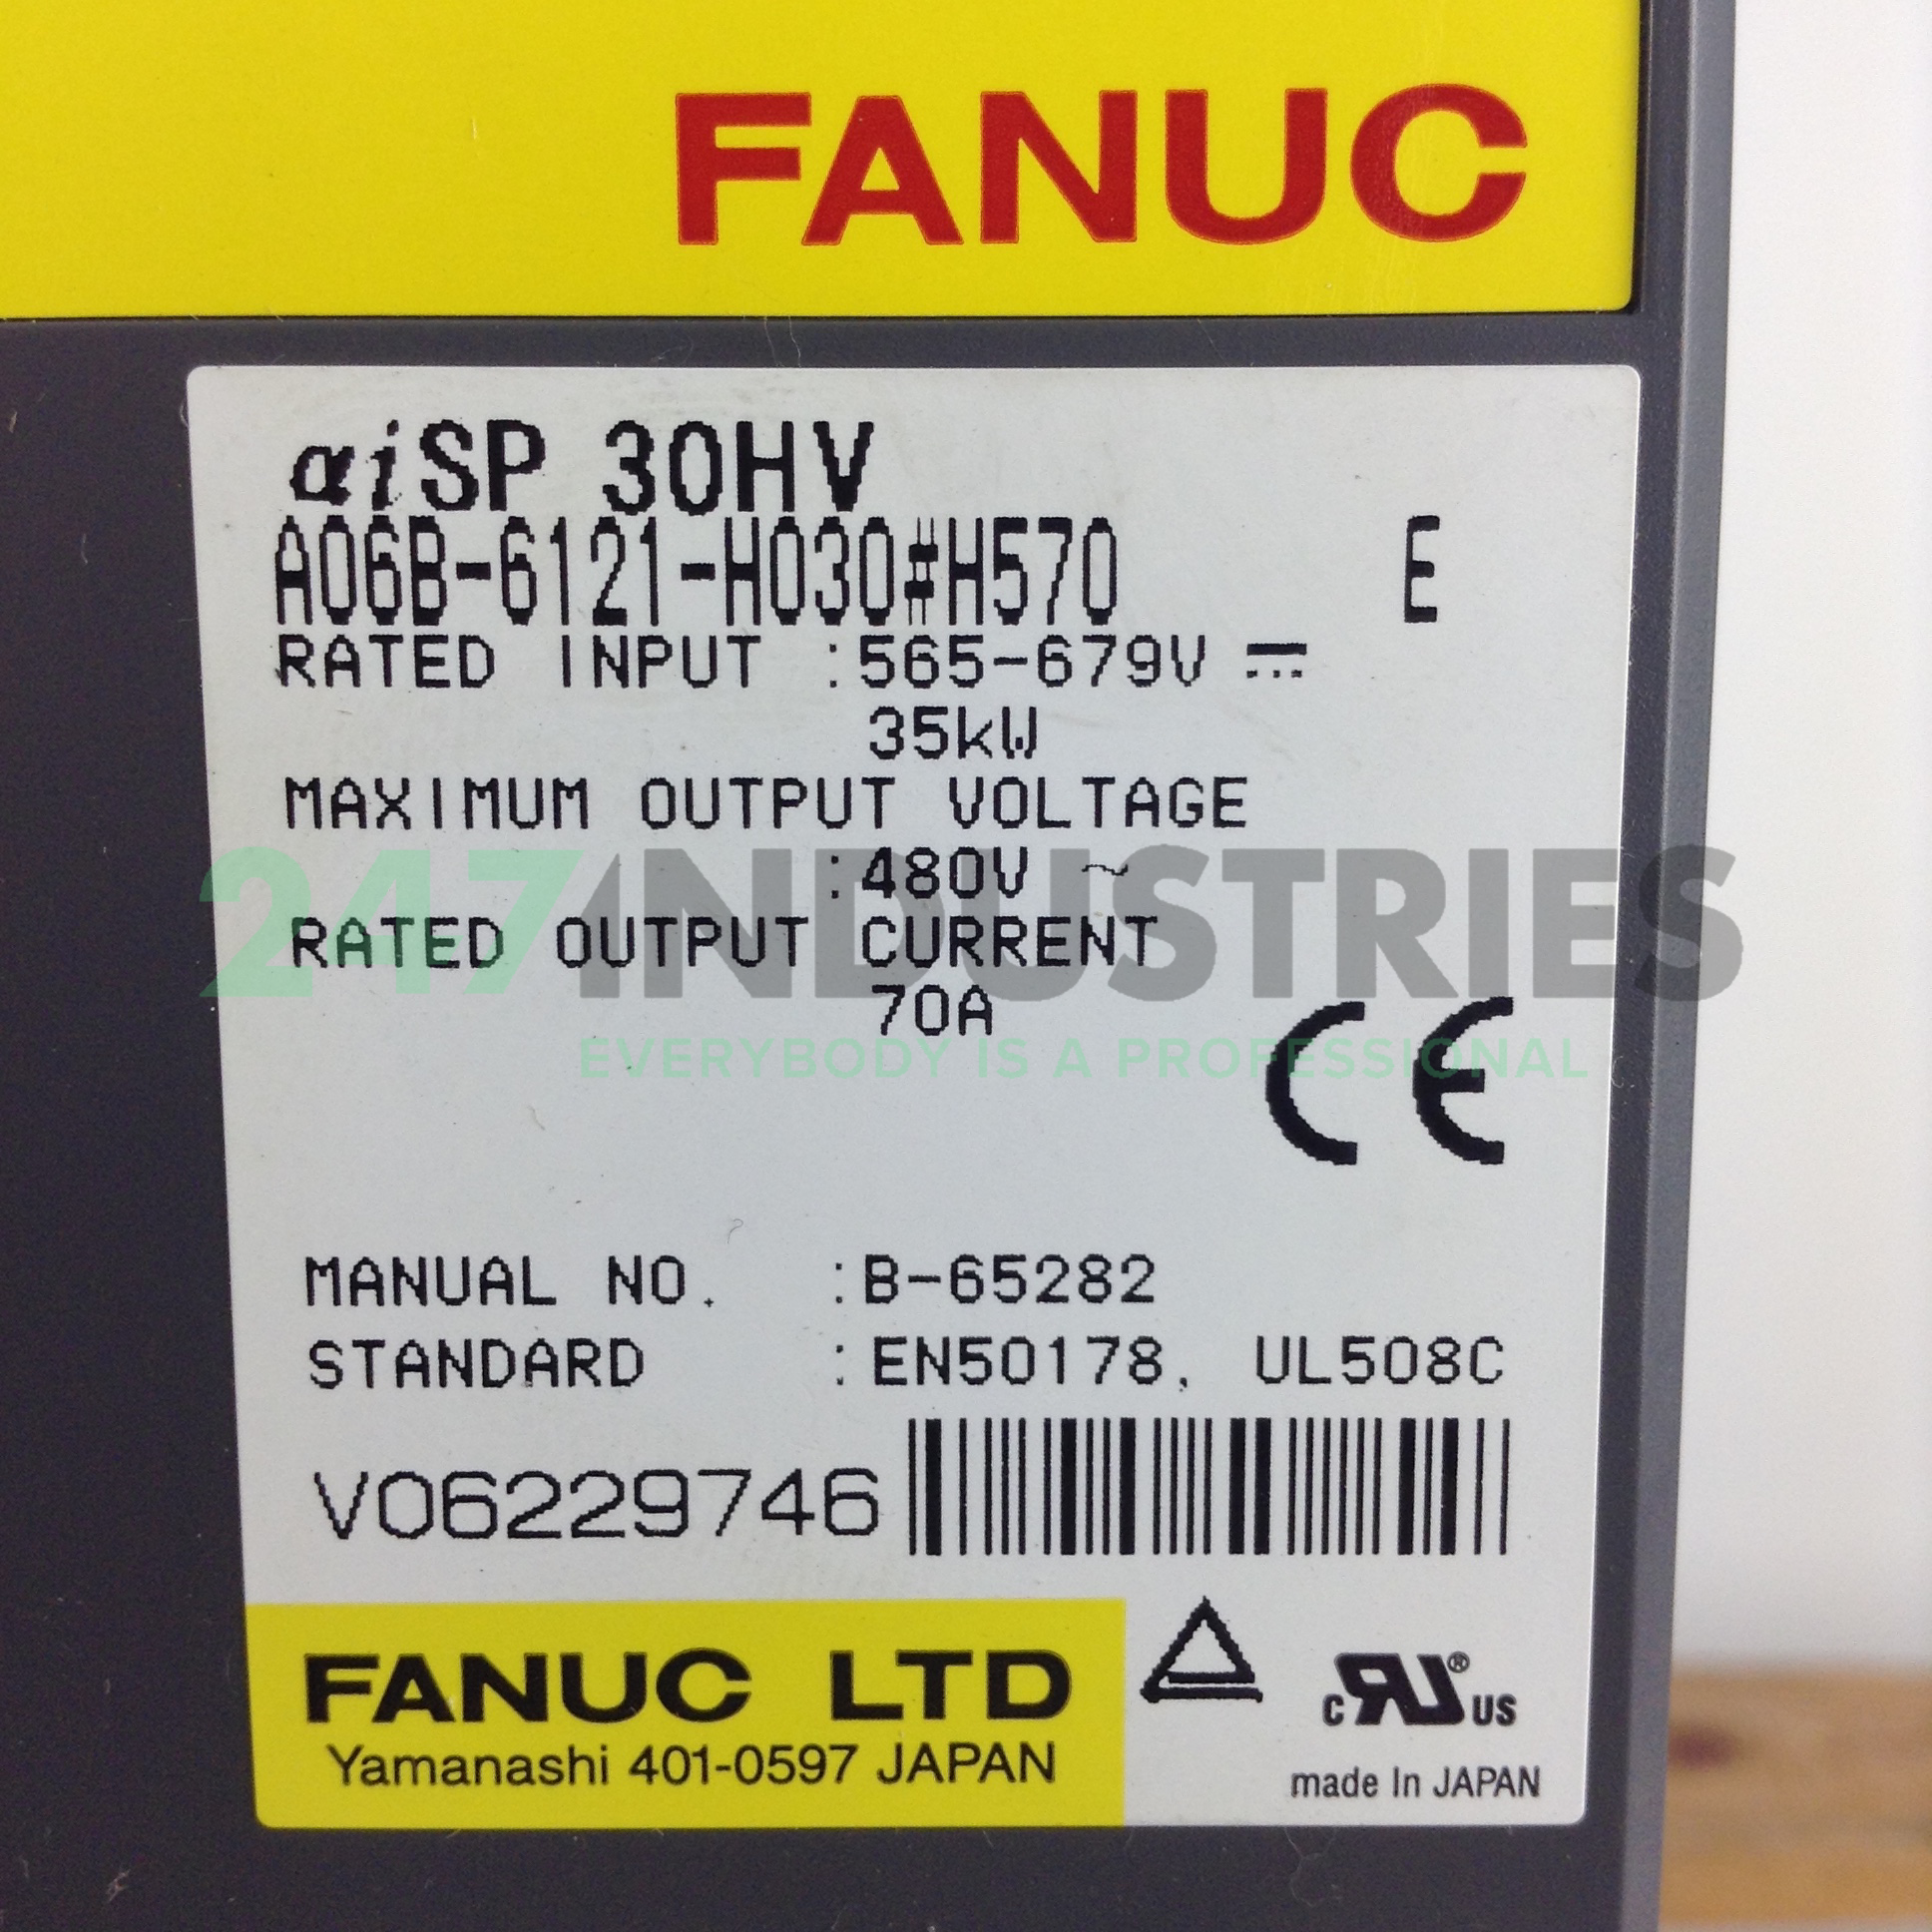 FANUC
αiSP 30HV
A06B-6121-H030#H570 E
RATED INPUT :565-679V ⎓
35kW
MAXIMUM OUTPUT VOLTAGE
:480V ~
247INDUSTRIES
RATED OUTPUT CURRENT
70A
EVERYBODY IS A PROFESSIONAL
CE
MANUAL NO. :B-65282
STANDARD :EN50178, UL508C
V06229746
FANUC LTD
Yamanashi 401-0597 JAPAN
c RU ® US
made In JAPAN